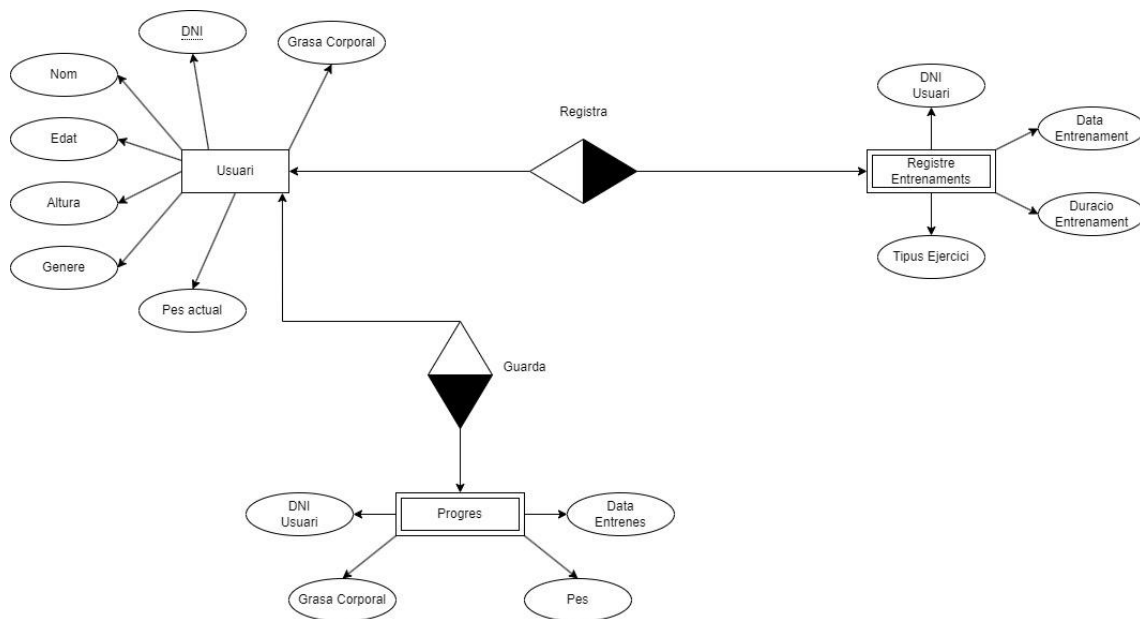 DNI
Grasa Corporal
Nom
Edat
Altura
Genere
Pes actual
Usuari
Registra
DNI
Usuari
Data
Entrenament
Registre
Entrenaments
Duracio
Entrenament
Tipus Ejercici
Guarda
DNI
Usuari
Progres
Data
Entrenes
Grasa Corporal
Pes